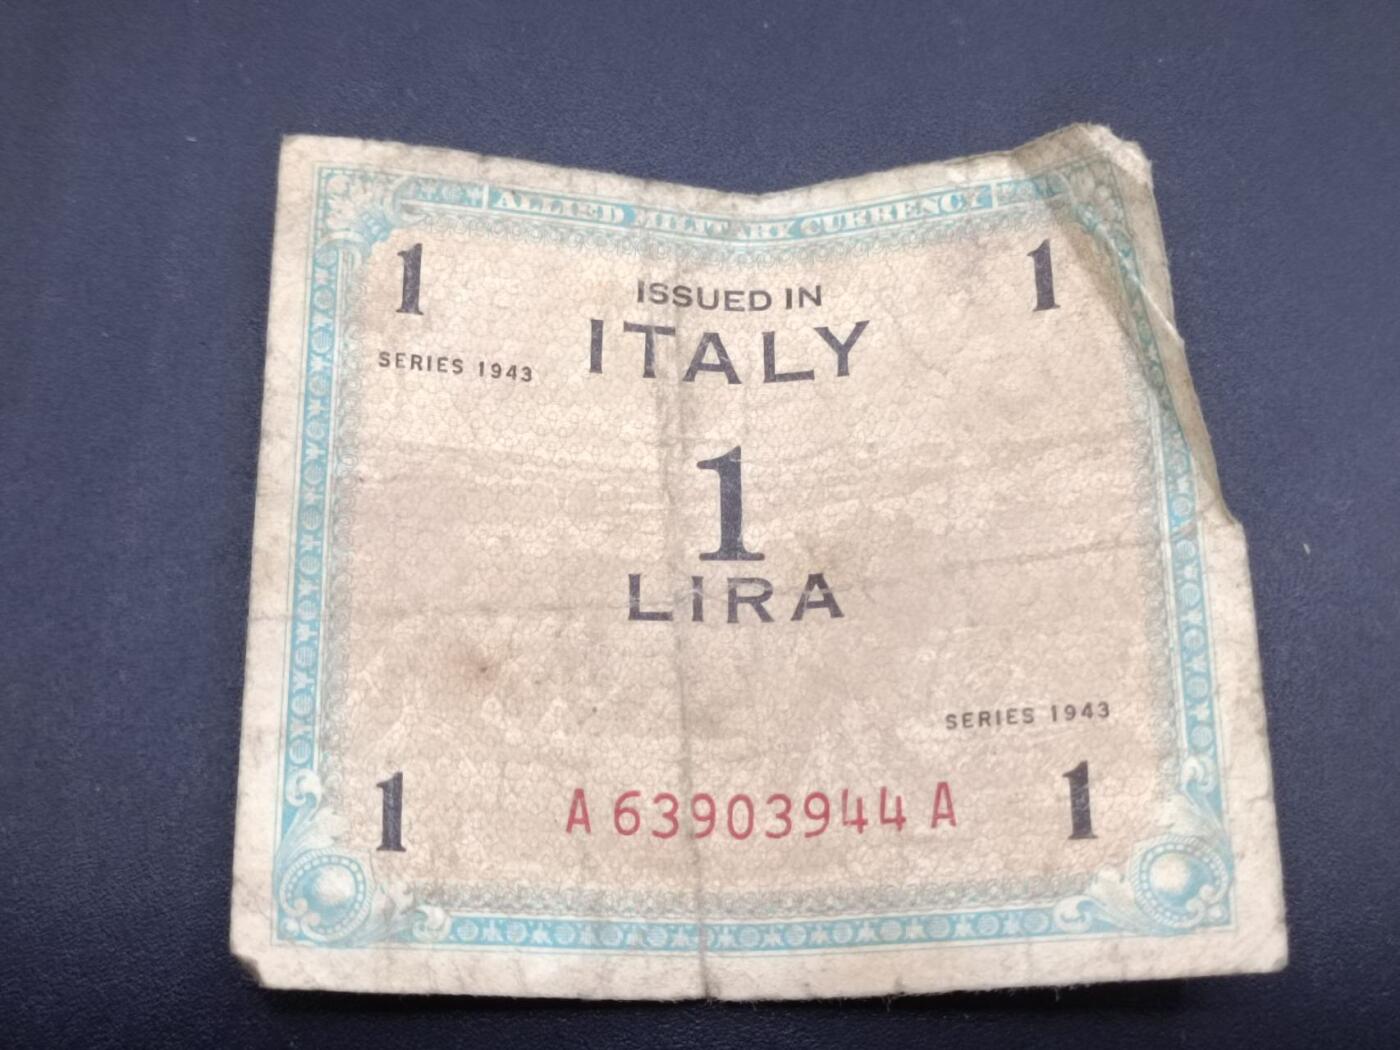 ALLIED MILITARY CURRENCY
1 1
ISSUED IN
ITALY
SERIES 1943
1
LIRA
SERIES 1943
1 A 63903944 A 1